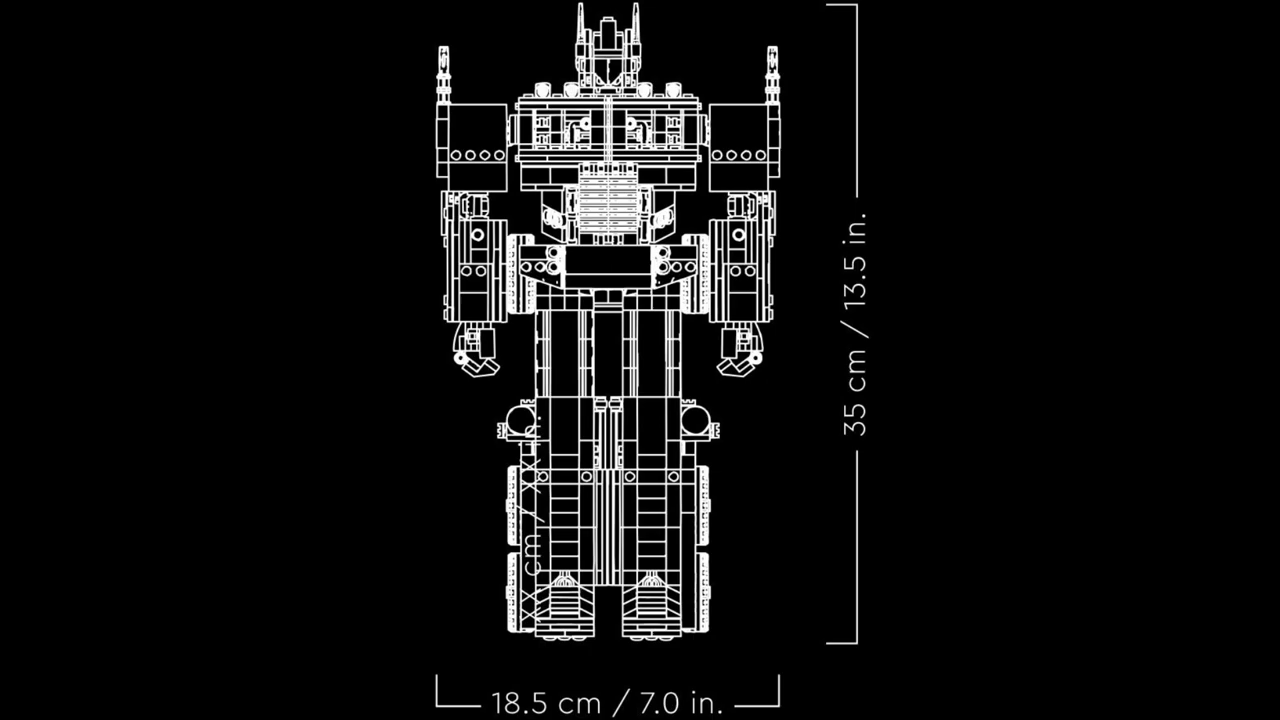 35 cm / 13.5 in.
XX cm / XX in.
18.5 cm / 7.0 in.